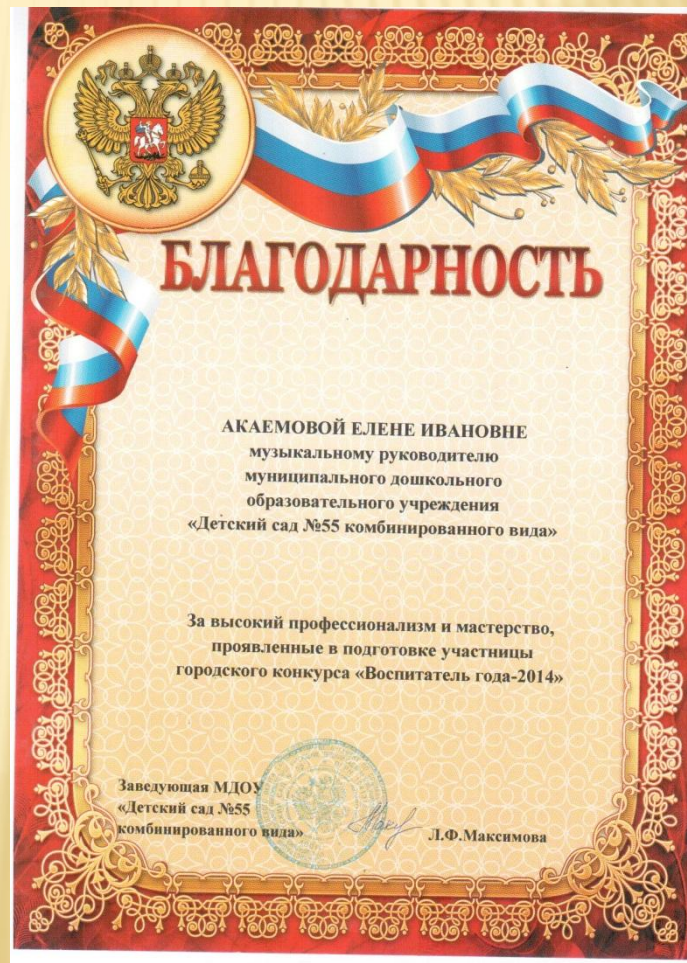 БЛАГОДАРНОСТЬ
АКАЕМОВОЙ ЕЛЕНЕ ИВАНОВНЕ
музыкальному руководителю
муниципального дошкольного
образовательного учреждения
«Детский сад №55 комбинированного вида»
За высокий профессионализм и мастерство,
проявленные в подготовке участницы
городского конкурса «Воспитатель года-2014»
Заведующая МДОУ
«Детский сад №55
комбинированного вида»
Л.Ф.Максимова